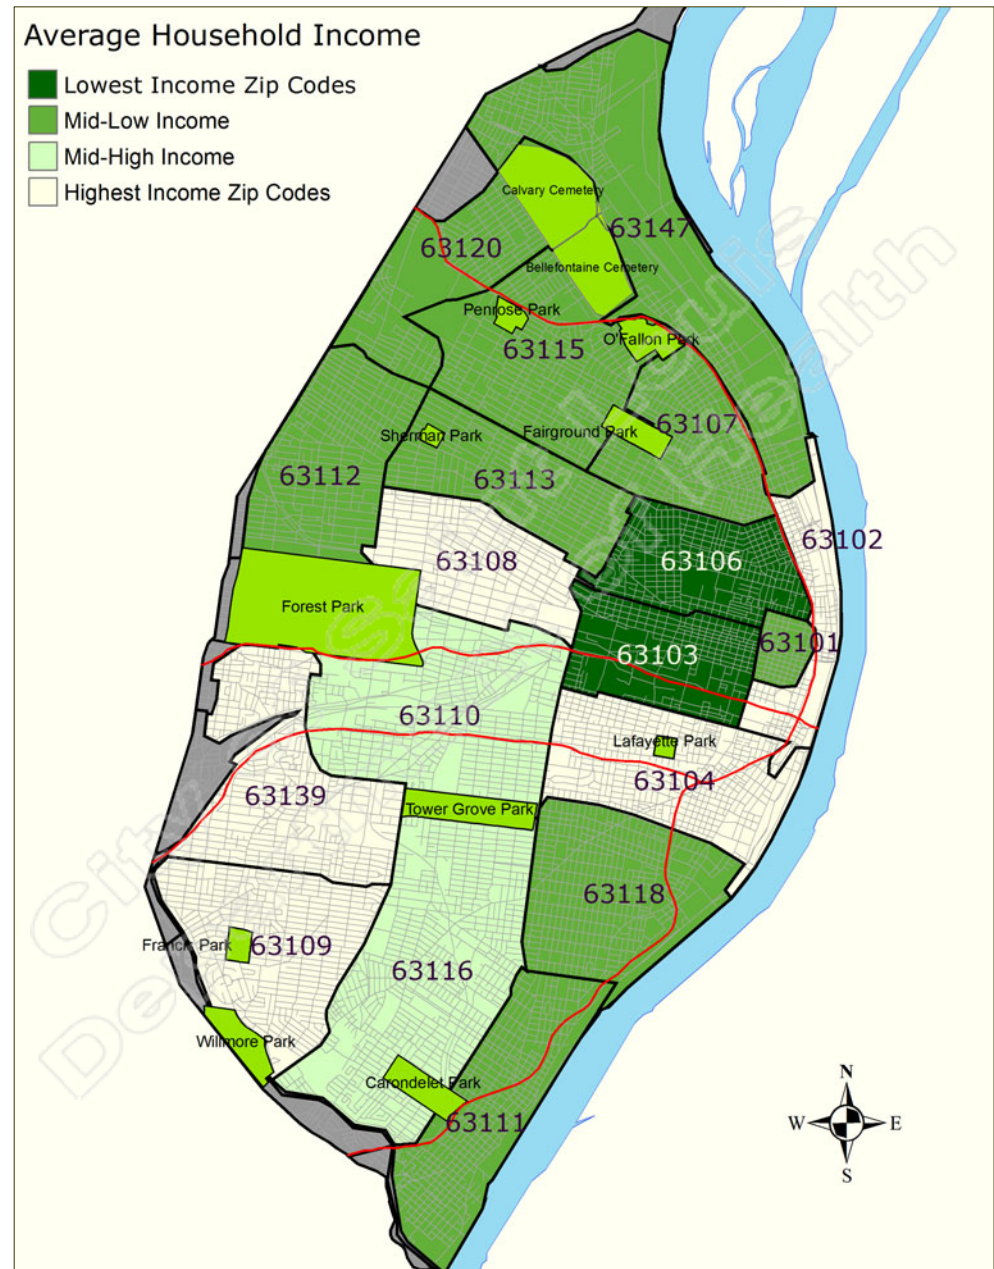 Average Household Income
Lowest Income Zip Codes
Mid-Low Income
Mid-High Income
Highest Income Zip Codes
Calvary Cemetery
63147
63120
Bellefontaine Cemetery
Penrose Park
O'Fallon Park
63115
63107
Fairground Park
Sherman Park
63112
63113
63102
63108
63106
Forest Park
63101
63103
63110
Lafayette Park
63104
63139
Tower Grove Park
63118
Francis Park
63109
63116
Willmore Park
Carondelet Park
63111
N
W
E
S